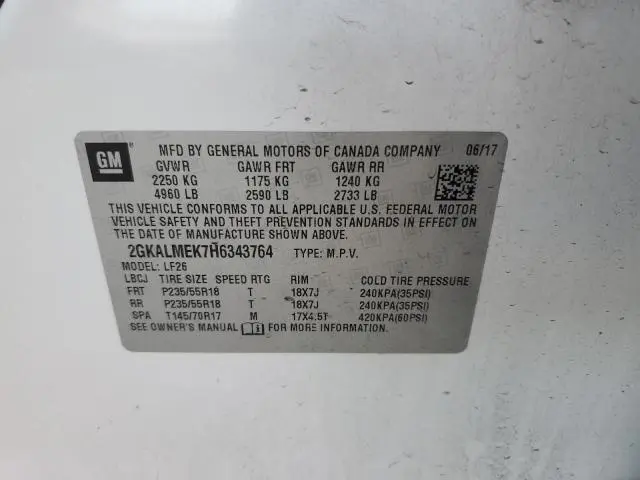 GM
MFD BY GENERAL MOTORS OF CANADA COMPANY 06/17
GVWR GAWR FRT GAWR RR
2250 KG 1175 KG 1240 KG
4960 LB 2590 LB 2733 LB
THIS VEHICLE CONFORMS TO ALL APPLICABLE U.S. FEDERAL MOTOR
VEHICLE SAFETY AND THEFT PREVENTION STANDARDS IN EFFECT ON
THE DATE OF MANUFACTURE SHOWN ABOVE.
2GKALMEK7H6343764 TYPE: M.P.V.
MODEL: LF26
LBCJ TIRE SIZE SPEED RTG RIM COLD TIRE PRESSURE
FRT P235/55R18 T 18X7J 240KPA(35PSI)
RR P235/55R18 T 18X7J 240KPA(35PSI)
SPA T145/70R17 M 17X4.5T 420KPA(60PSI)
SEE OWNER'S MANUAL FOR MORE INFORMATION.